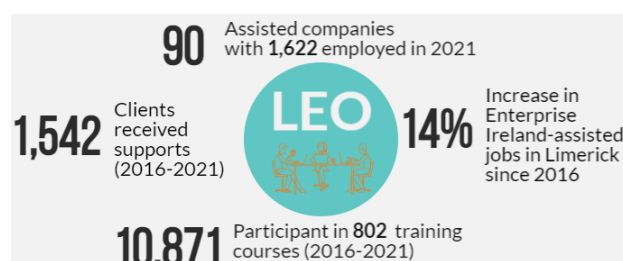 90
Assisted companies
with 1,622 employed in 2021
LEO
1,542
Clients
received
supports
(2016-2021)
14%
Increase in
Enterprise
Ireland-assisted
jobs in Limerick
since 2016
10,871
Participant in 802 training
courses (2016-2021)